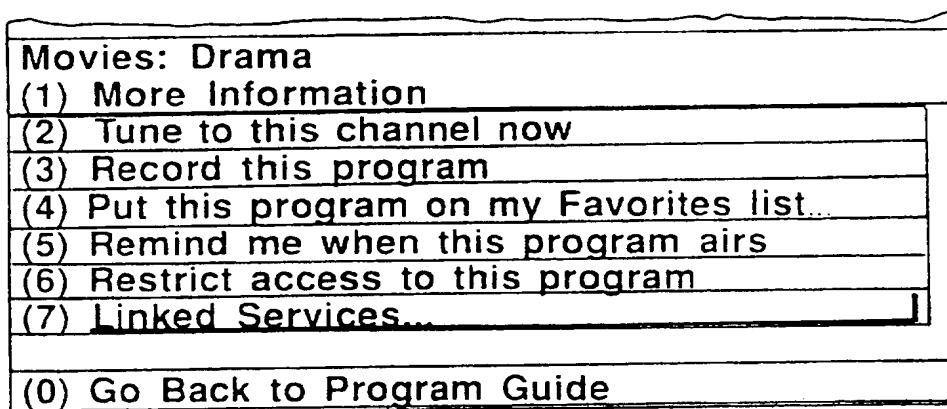 Movies: Drama
(1) More Information
(2) Tune to this channel now
(3) Record this program
(4) Put this program on my Favorites list...
(5) Remind me when this program airs
(6) Restrict access to this program
(7) Linked Services...
(0) Go Back to Program Guide